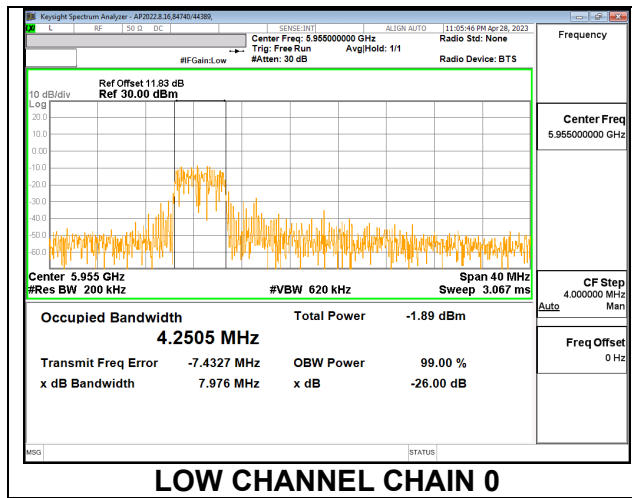 Keysight Spectrum Analyzer - AP2022.8.16,84740/44389,
LXI L RF 50 Ω DC SENSE:INT ALIGN AUTO 11:05:46 PM Apr 28, 2023
Center Freq: 5.955000000 GHz Radio Std: None
Trig: Free Run Avg|Hold: 1/1
#IFGain:Low #Atten: 30 dB Radio Device: BTS
Frequency
Ref Offset 11.83 dB
10 dB/div Ref 30.00 dBm
Log
20.0
10.0
0.00
-10.0
-20.0
-30.0
-40.0
-50.0
-60.0
Center 5.955 GHz Span 40 MHz
#Res BW 200 kHz #VBW 620 kHz Sweep 3.067 ms
Center Freq
5.955000000 GHz
CF Step
4.000000 MHz
Auto Man
Freq Offset
0 Hz
Occupied Bandwidth Total Power -1.89 dBm
4.2505 MHz
Transmit Freq Error -7.4327 MHz OBW Power 99.00 %
x dB Bandwidth 7.976 MHz x dB -26.00 dB
MSG STATUS
LOW CHANNEL CHAIN 0